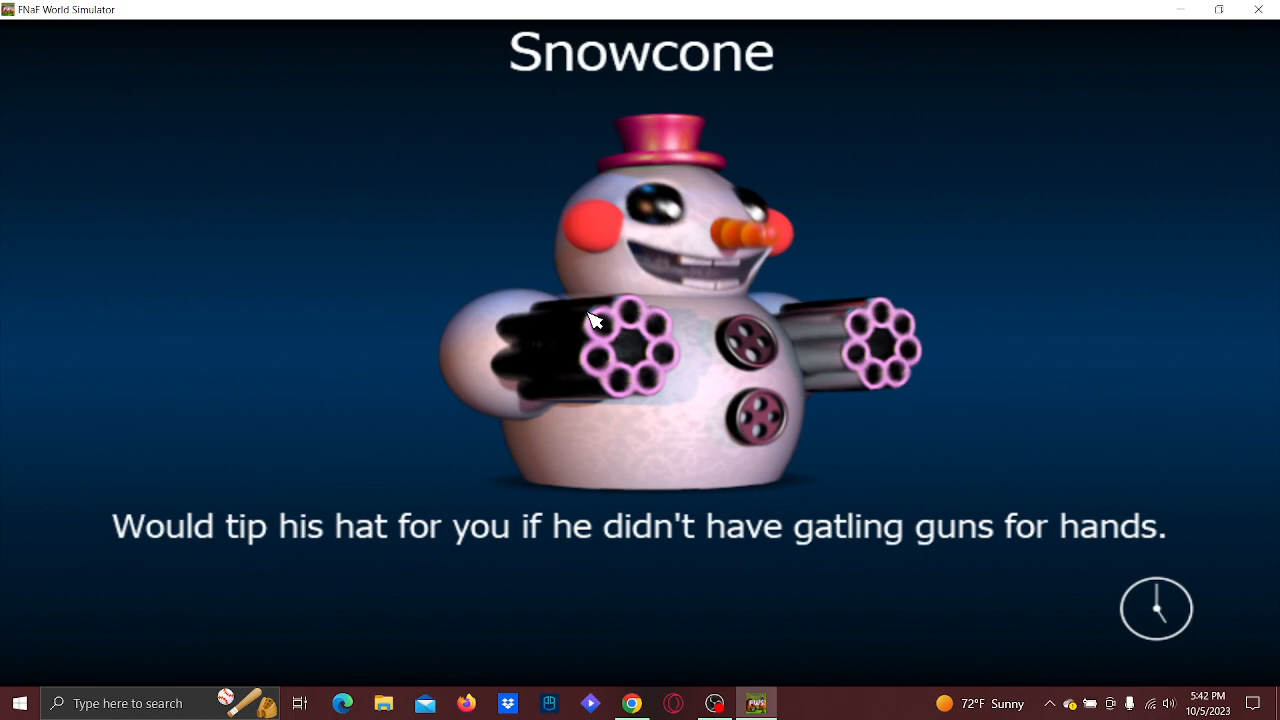 FNaF World Simulator
Snowcone
Would tip his hat for you if he didn't have gatling guns for hands.
Type here to search
FWS
72°F Sunny
5:42 PM
10/5/2023